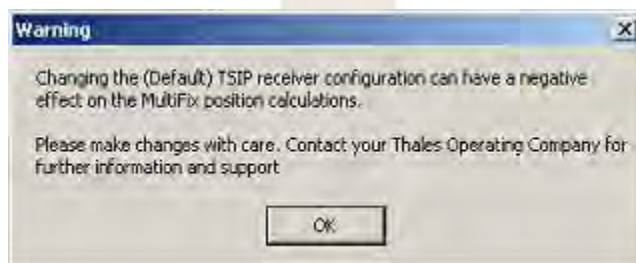 Warning
Changing the (Default) TSIP receiver configuration can have a negative
effect on the MultiFix position calculations.
Please make changes with care. Contact your Thales Operating Company for
further information and support
OK